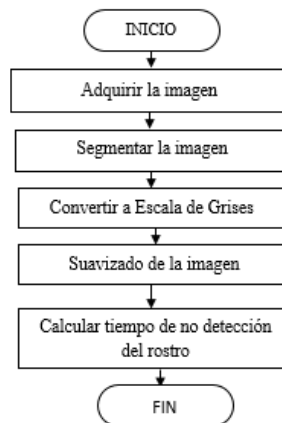 INICIO
Adquirir la imagen
Segmentar la imagen
Convertir a Escala de Grises
Suavizado de la imagen
Calcular tiempo de no detección
del rostro
FIN